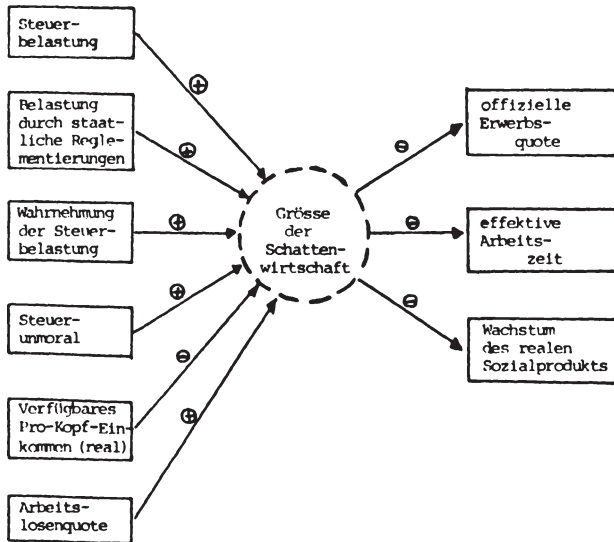 Steuer-
belastung
⊕
Belastung
durch staat-
liche Regle-
mentierungen
⊕
Wahrnehmung
der Steuer-
belastung
⊕
Steuer-
unmoral
⊕
Verfügbares
Pro-Kopf-Ein-
kommen (real)
⊖
Arbeits-
losenquote
⊕
Grösse
der
Schatten-
wirtschaft
⊖
offizielle
Erwerbs-
quote
⊖
effektive
Arbeits-
zeit
⊖
Wachstum
des realen
Sozialprodukts